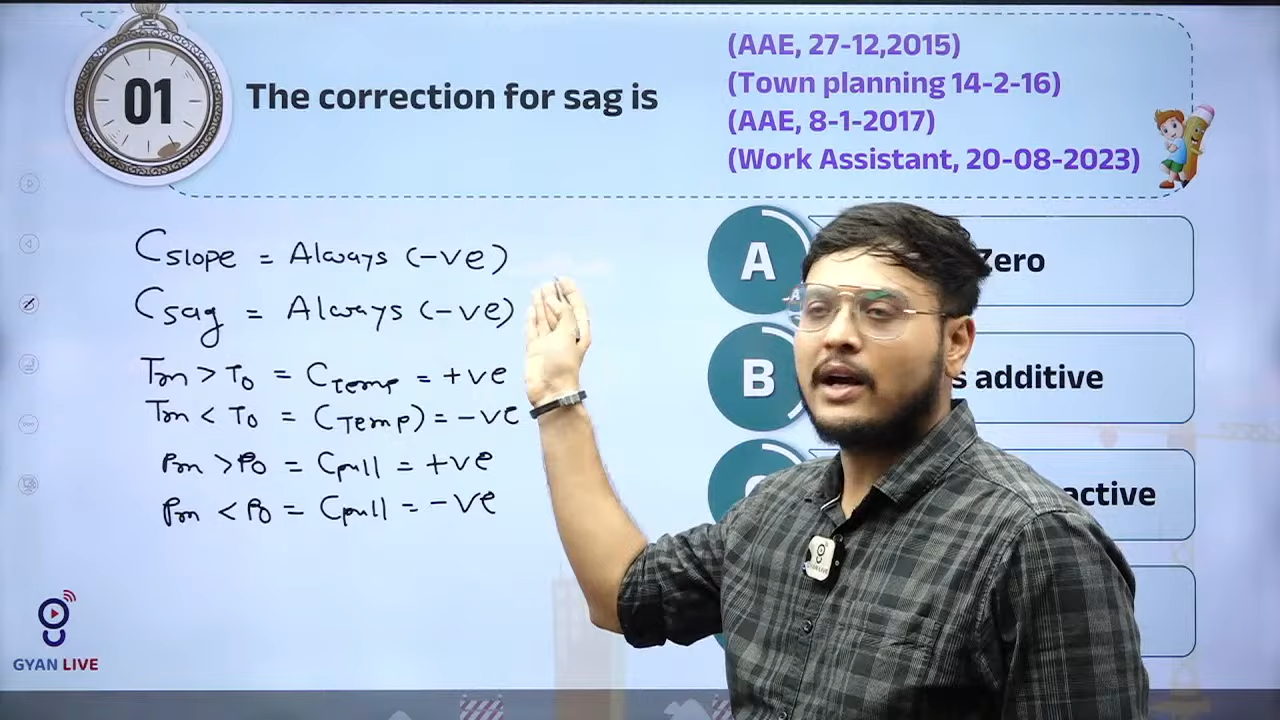 01
The correction for sag is
(AAE, 27-12,2015)
(Town planning 14-2-16)
(AAE, 8-1-2017)
(Work Assistant, 20-08-2023)
Cslope = Always (-ve)
Csag = Always (-ve)
Tm > To = CTemp = +ve
Tm < To = (CTemp) = -ve
Pm > Po = Cpull = +ve
Pm < Po = Cpull = -ve
A
Zero
B
additive
GYAN LIVE